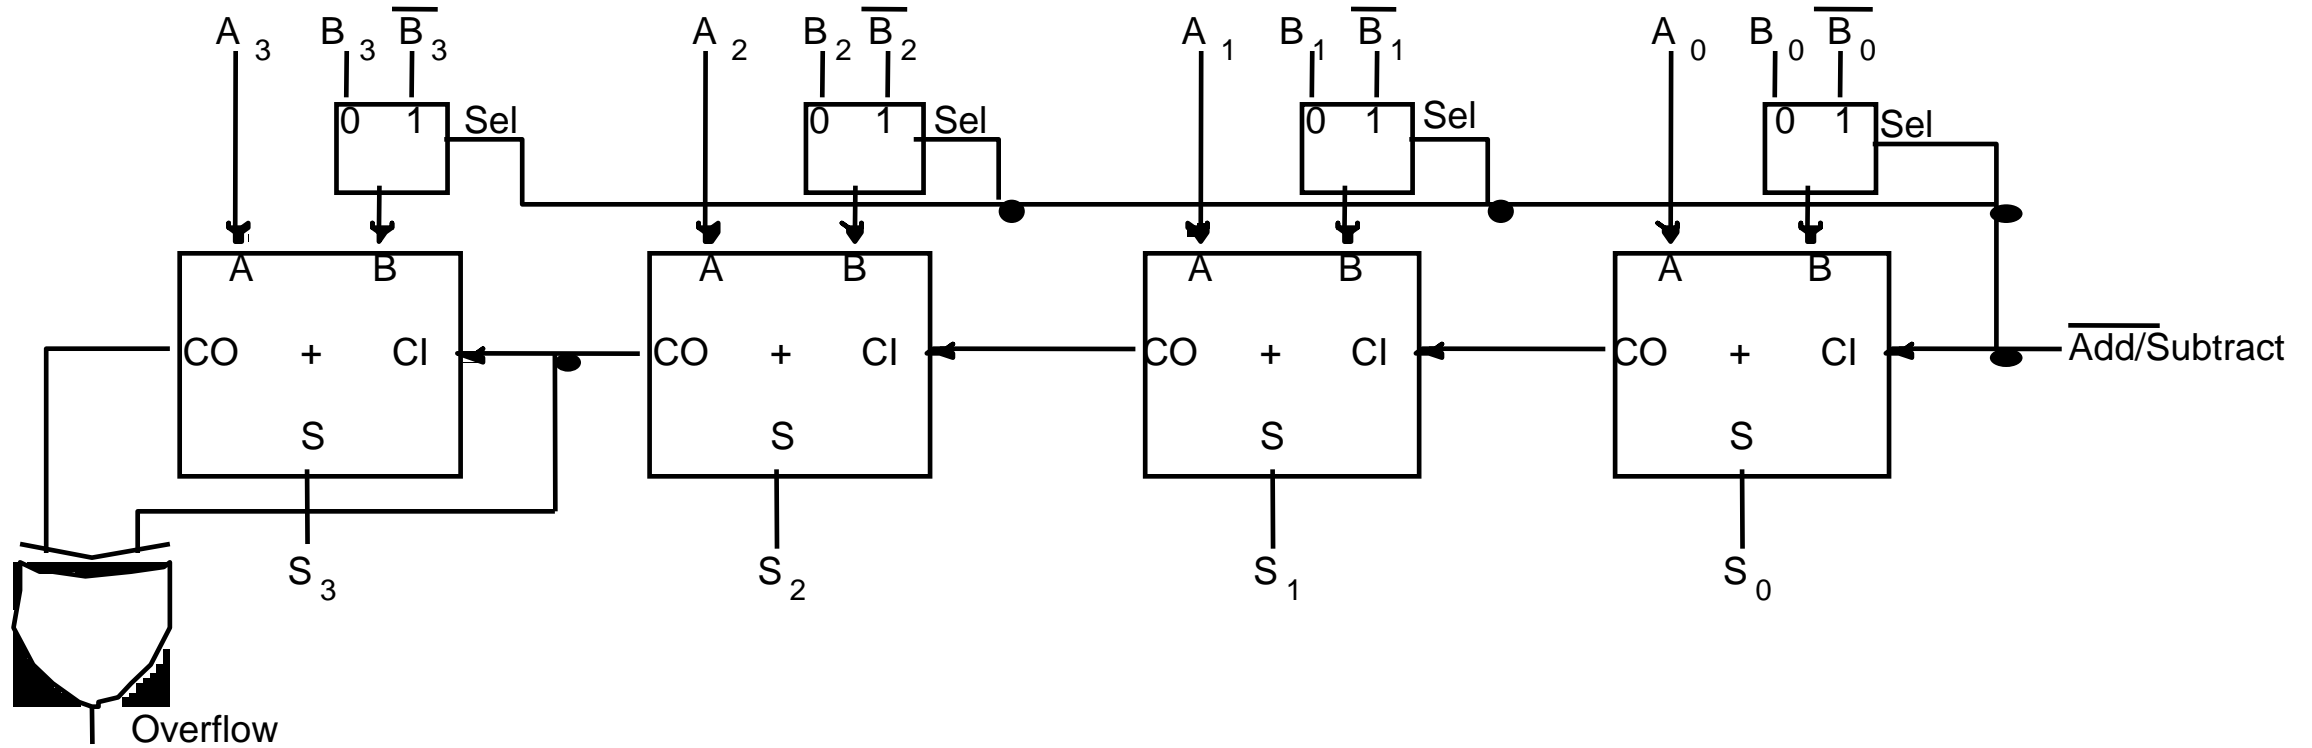 A3 B3 B̅3 A2 B2 B̅2 A1 B1 B̅1 A0 B0 B̅0
0 1 Sel 0 1 Sel 0 1 Sel 0 1 Sel
A B A B A B A B
CO + CI CO + CI CO + CI CO + CI A̅d̅d̅/Subtract
S S S S
S3 S2 S1 S0
Overflow